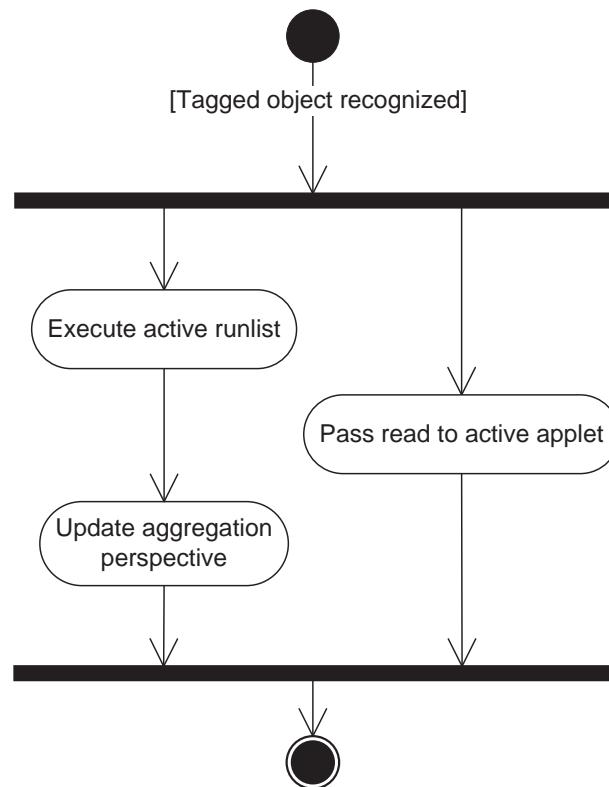 [Tagged object recognized]
Execute active runlist
Pass read to active applet
Update aggregation
perspective